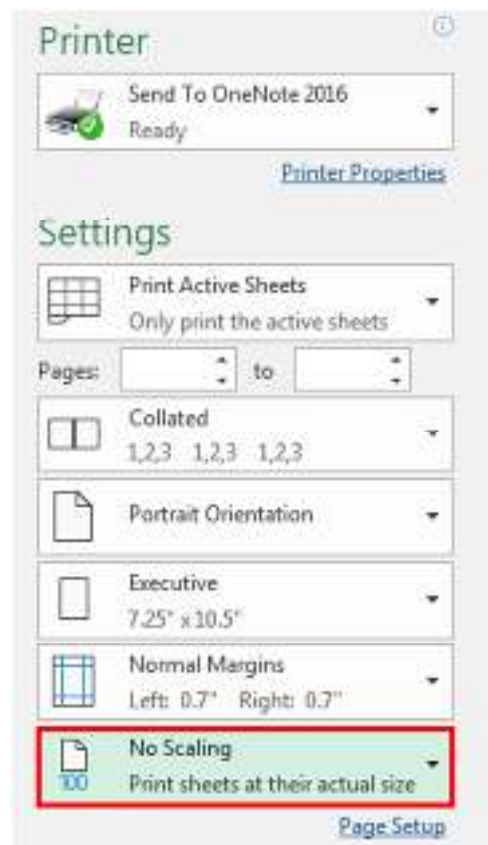 Printer
Send To OneNote 2016
Ready
Printer Properties
Settings
Print Active Sheets
Only print the active sheets
Pages: to
Collated
1,2,3 1,2,3 1,2,3
Portrait Orientation
Executive
7.25" x 10.5"
Normal Margins
Left: 0.7" Right: 0.7"
No Scaling
100
Print sheets at their actual size
Page Setup